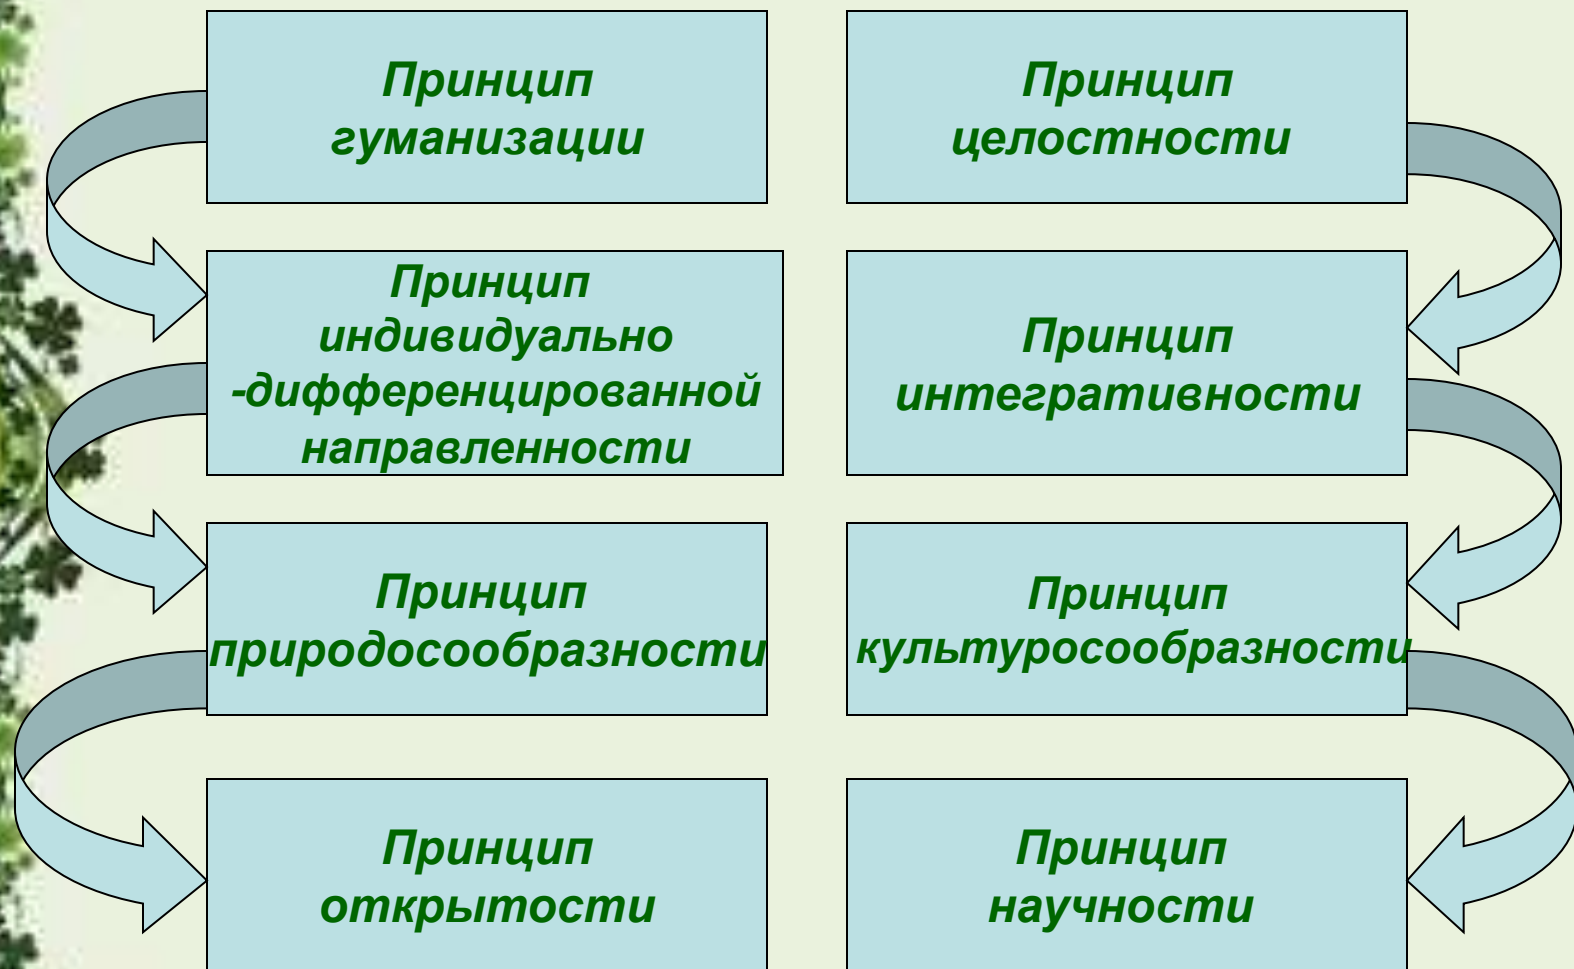 Принцип
гуманизации
Принцип
целостности
Принцип
индивидуально
-дифференцированной
направленности
Принцип
интегративности
Принцип
природосообразности
Принцип
культуросообразности
Принцип
открытости
Принцип
научности